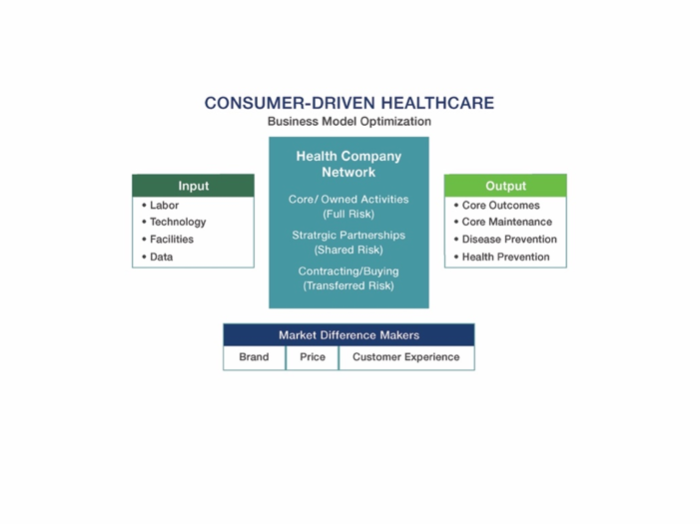 CONSUMER-DRIVEN HEALTHCARE
Business Model Optimization
Health Company
Network
Core/Owned Activities
(Full Risk)
Stratrgic Partnerships
(Shared Risk)
Contracting/Buying
(Transferred Risk)
Input
• Labor
• Technology
• Facilities
• Data
Output
• Core Outcomes
• Core Maintenance
• Disease Prevention
• Health Prevention
Market Difference Makers
Brand
Price
Customer Experience